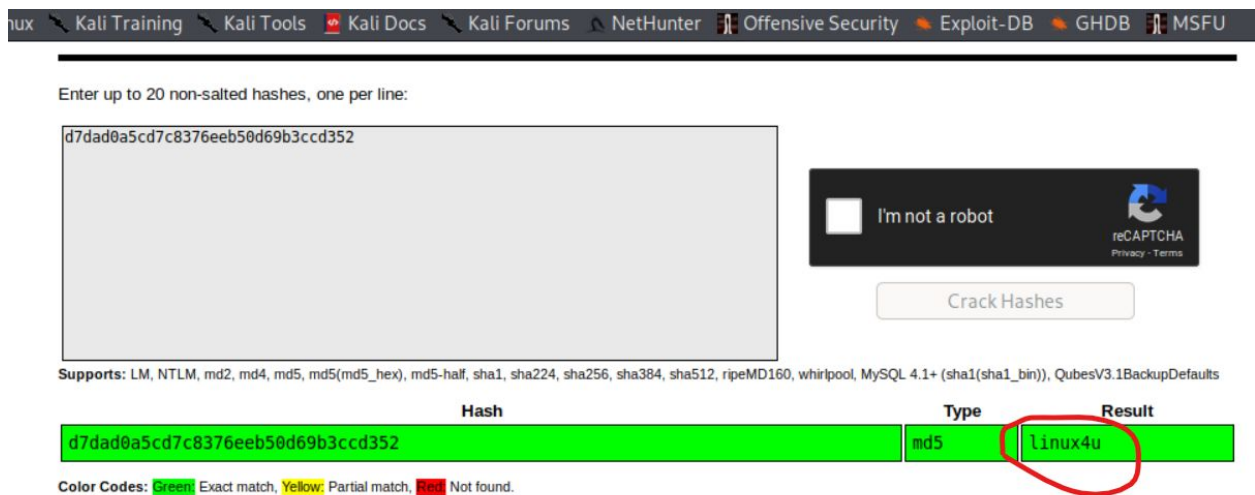 ux Kali Training Kali Tools Kali Docs Kali Forums NetHunter Offensive Security Exploit-DB GHDB MSFU
Enter up to 20 non-salted hashes, one per line:
d7dad0a5cd7c8376eeb50d69b3ccd352
I'm not a robot
reCAPTCHA
Privacy - Terms
Crack Hashes
Supports: LM, NTLM, md2, md4, md5, md5(md5_hex), md5-half, sha1, sha224, sha256, sha384, sha512, ripeMD160, whirlpool, MySQL 4.1+ (sha1(sha1_bin)), QubesV3.1BackupDefaults
Hash Type Result
d7dad0a5cd7c8376eeb50d69b3ccd352 md5 linux4u
Color Codes: Green: Exact match, Yellow: Partial match, Red: Not found.